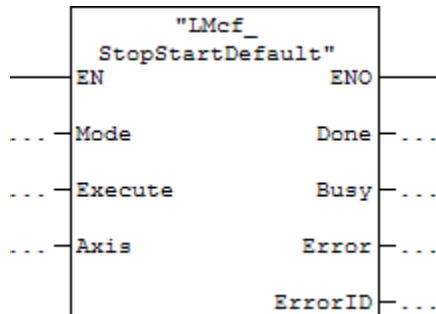 "LMcf_
StopStartDefault"
EN ENO
... Mode Done ...
... Execute Busy ...
... Axis Error ...
ErrorID ...